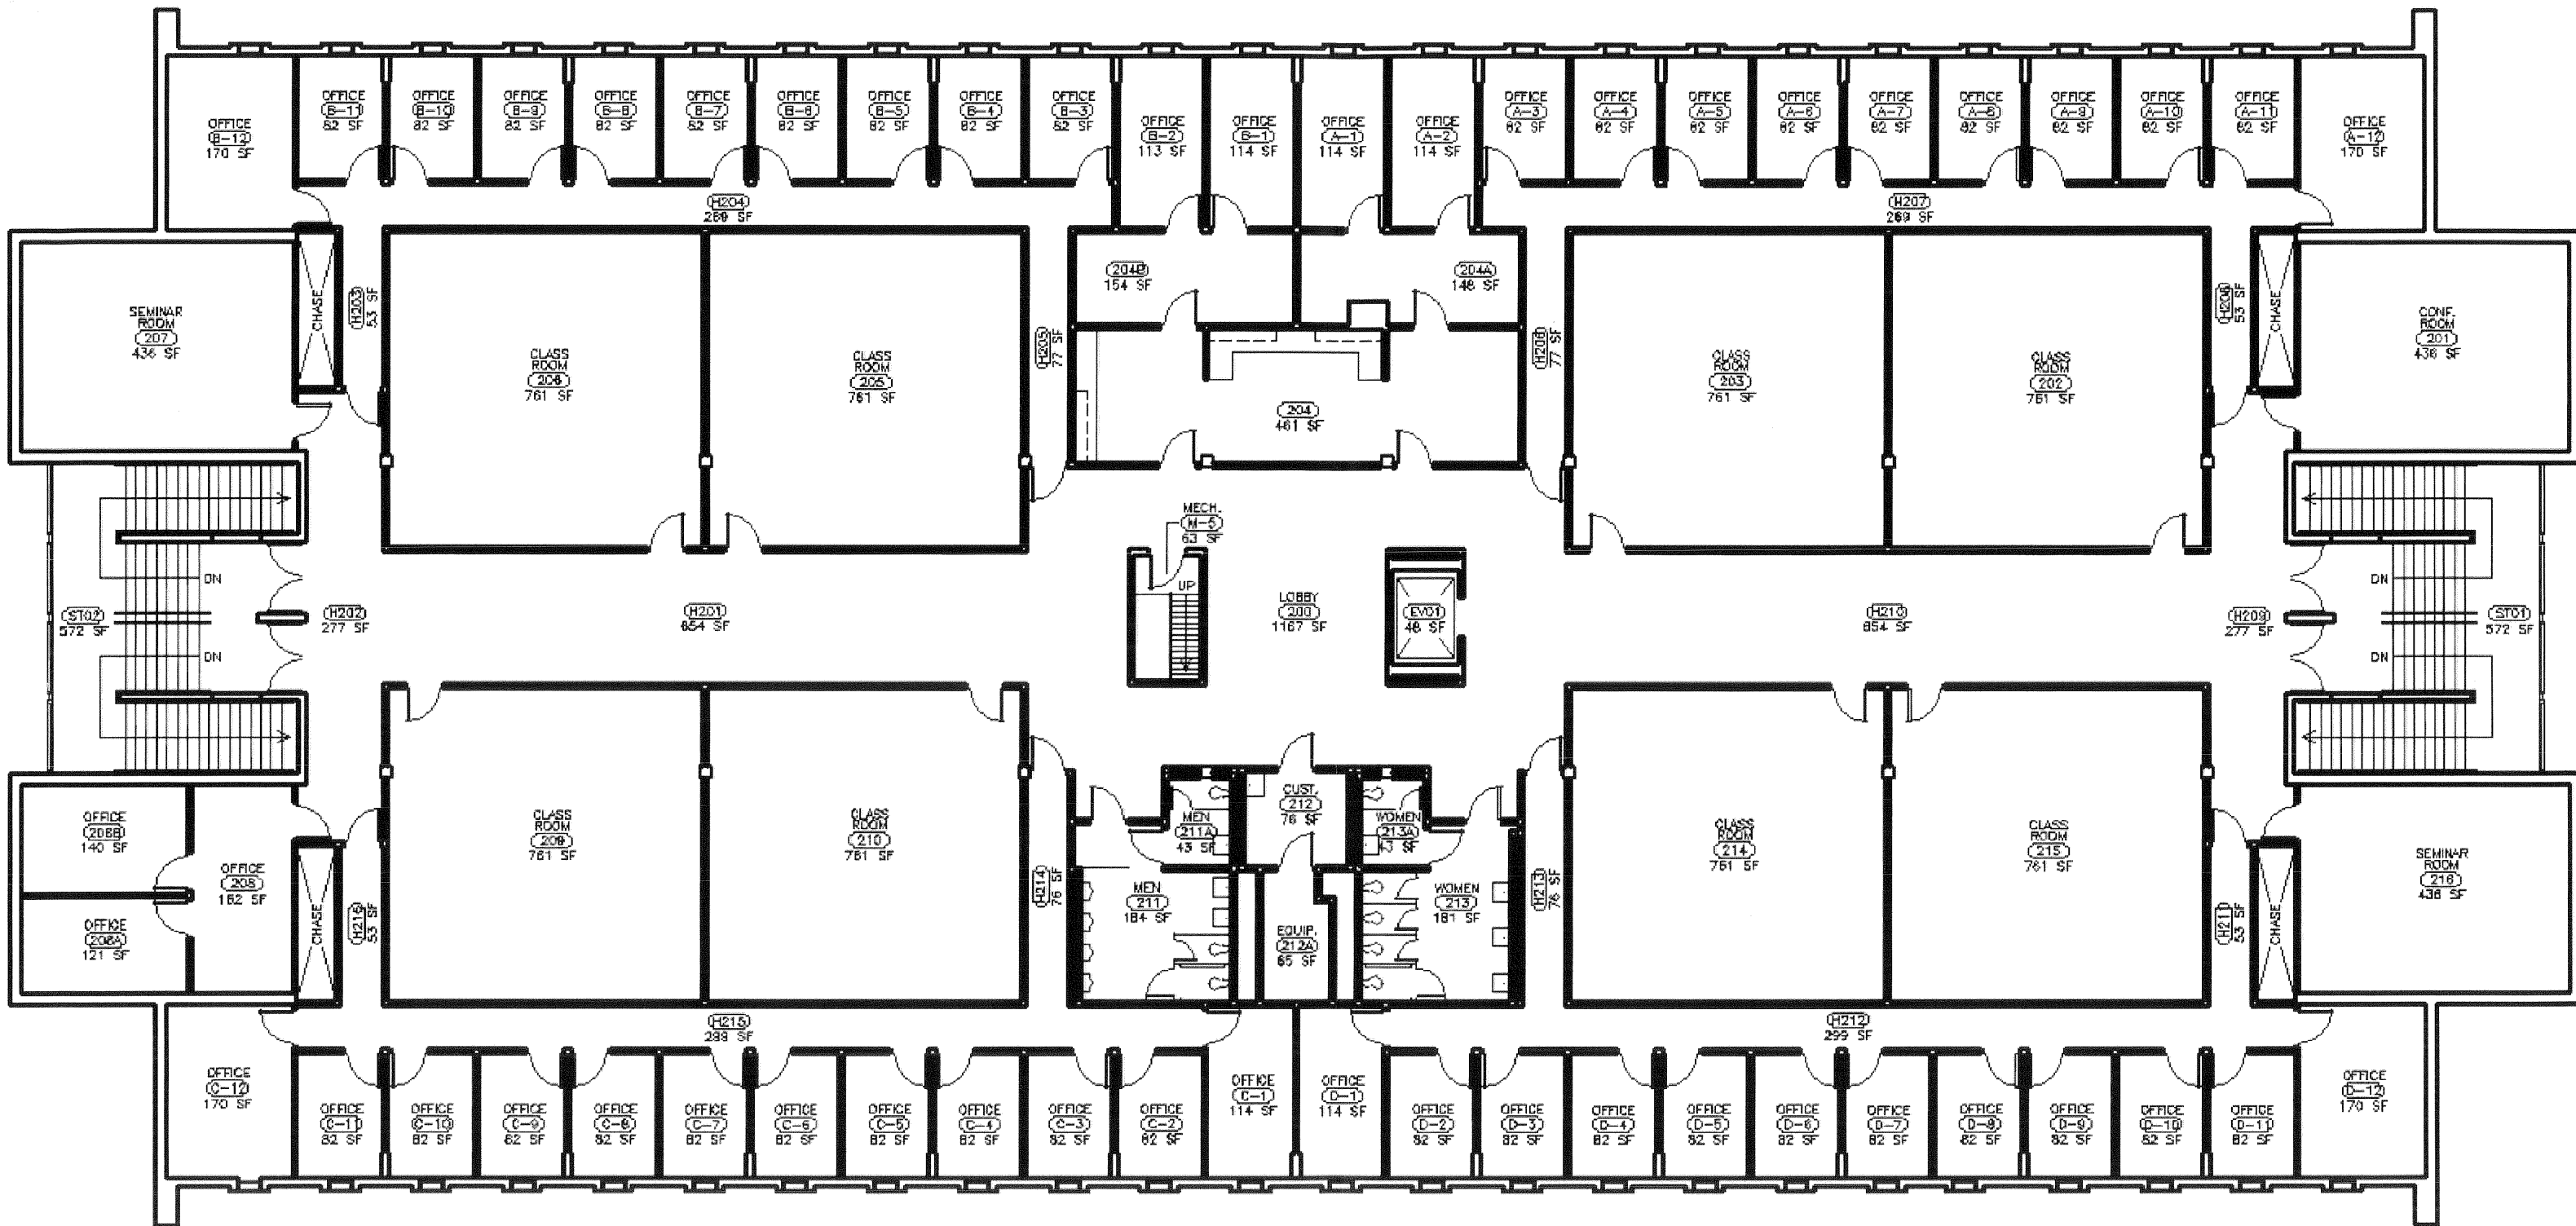 OFFICE
B-12
170 SF
OFFICE
B-11
82 SF
OFFICE
B-10
82 SF
OFFICE
B-9
82 SF
OFFICE
B-8
82 SF
OFFICE
B-7
82 SF
OFFICE
B-6
82 SF
OFFICE
B-5
82 SF
OFFICE
B-4
82 SF
OFFICE
B-3
82 SF
OFFICE
B-2
113 SF
OFFICE
B-1
114 SF
OFFICE
A-1
114 SF
OFFICE
A-2
114 SF
OFFICE
A-3
82 SF
OFFICE
A-4
82 SF
OFFICE
A-5
82 SF
OFFICE
A-6
82 SF
OFFICE
A-7
82 SF
OFFICE
A-8
82 SF
OFFICE
A-9
82 SF
OFFICE
A-10
82 SF
OFFICE
A-11
82 SF
OFFICE
A-12
170 SF
H204
269 SF
H207
269 SF
SEMINAR
ROOM
207
436 SF
CHASE
H203
53 SF
CLASS
ROOM
206
761 SF
CLASS
ROOM
205
761 SF
H205
77 SF
204B
154 SF
204A
148 SF
204
461 SF
H206
77 SF
CLASS
ROOM
203
761 SF
CLASS
ROOM
202
761 SF
53 SF
CHASE
CONF.
ROOM
201
436 SF
MECH.
M-5
63 SF
UP
DN
ST02
572 SF
DN
H202
277 SF
H201
854 SF
LOBBY
200
1167 SF
EV01
48 SF
H210
854 SF
H209
277 SF
DN
ST01
572 SF
DN
OFFICE
208B
140 SF
OFFICE
208A
121 SF
OFFICE
208
162 SF
CHASE
H216
53 SF
CLASS
ROOM
209
761 SF
CLASS
ROOM
210
761 SF
H214
76 SF
MEN
211A
43 SF
MEN
211
184 SF
CUST.
212
76 SF
EQUIP.
212A
65 SF
WOMEN
213A
43 SF
WOMEN
213
181 SF
H213
76 SF
CLASS
ROOM
214
761 SF
CLASS
ROOM
215
761 SF
H211
53 SF
CHASE
SEMINAR
ROOM
216
436 SF
H215
299 SF
H212
299 SF
OFFICE
C-12
170 SF
OFFICE
C-11
82 SF
OFFICE
C-10
82 SF
OFFICE
C-9
82 SF
OFFICE
C-8
82 SF
OFFICE
C-7
82 SF
OFFICE
C-6
82 SF
OFFICE
C-5
82 SF
OFFICE
C-4
82 SF
OFFICE
C-3
82 SF
OFFICE
C-2
82 SF
OFFICE
C-1
114 SF
OFFICE
D-1
114 SF
OFFICE
D-2
82 SF
OFFICE
D-3
82 SF
OFFICE
D-4
82 SF
OFFICE
D-5
82 SF
OFFICE
D-6
82 SF
OFFICE
D-7
82 SF
OFFICE
D-8
82 SF
OFFICE
D-9
82 SF
OFFICE
D-10
82 SF
OFFICE
D-11
82 SF
OFFICE
D-12
170 SF